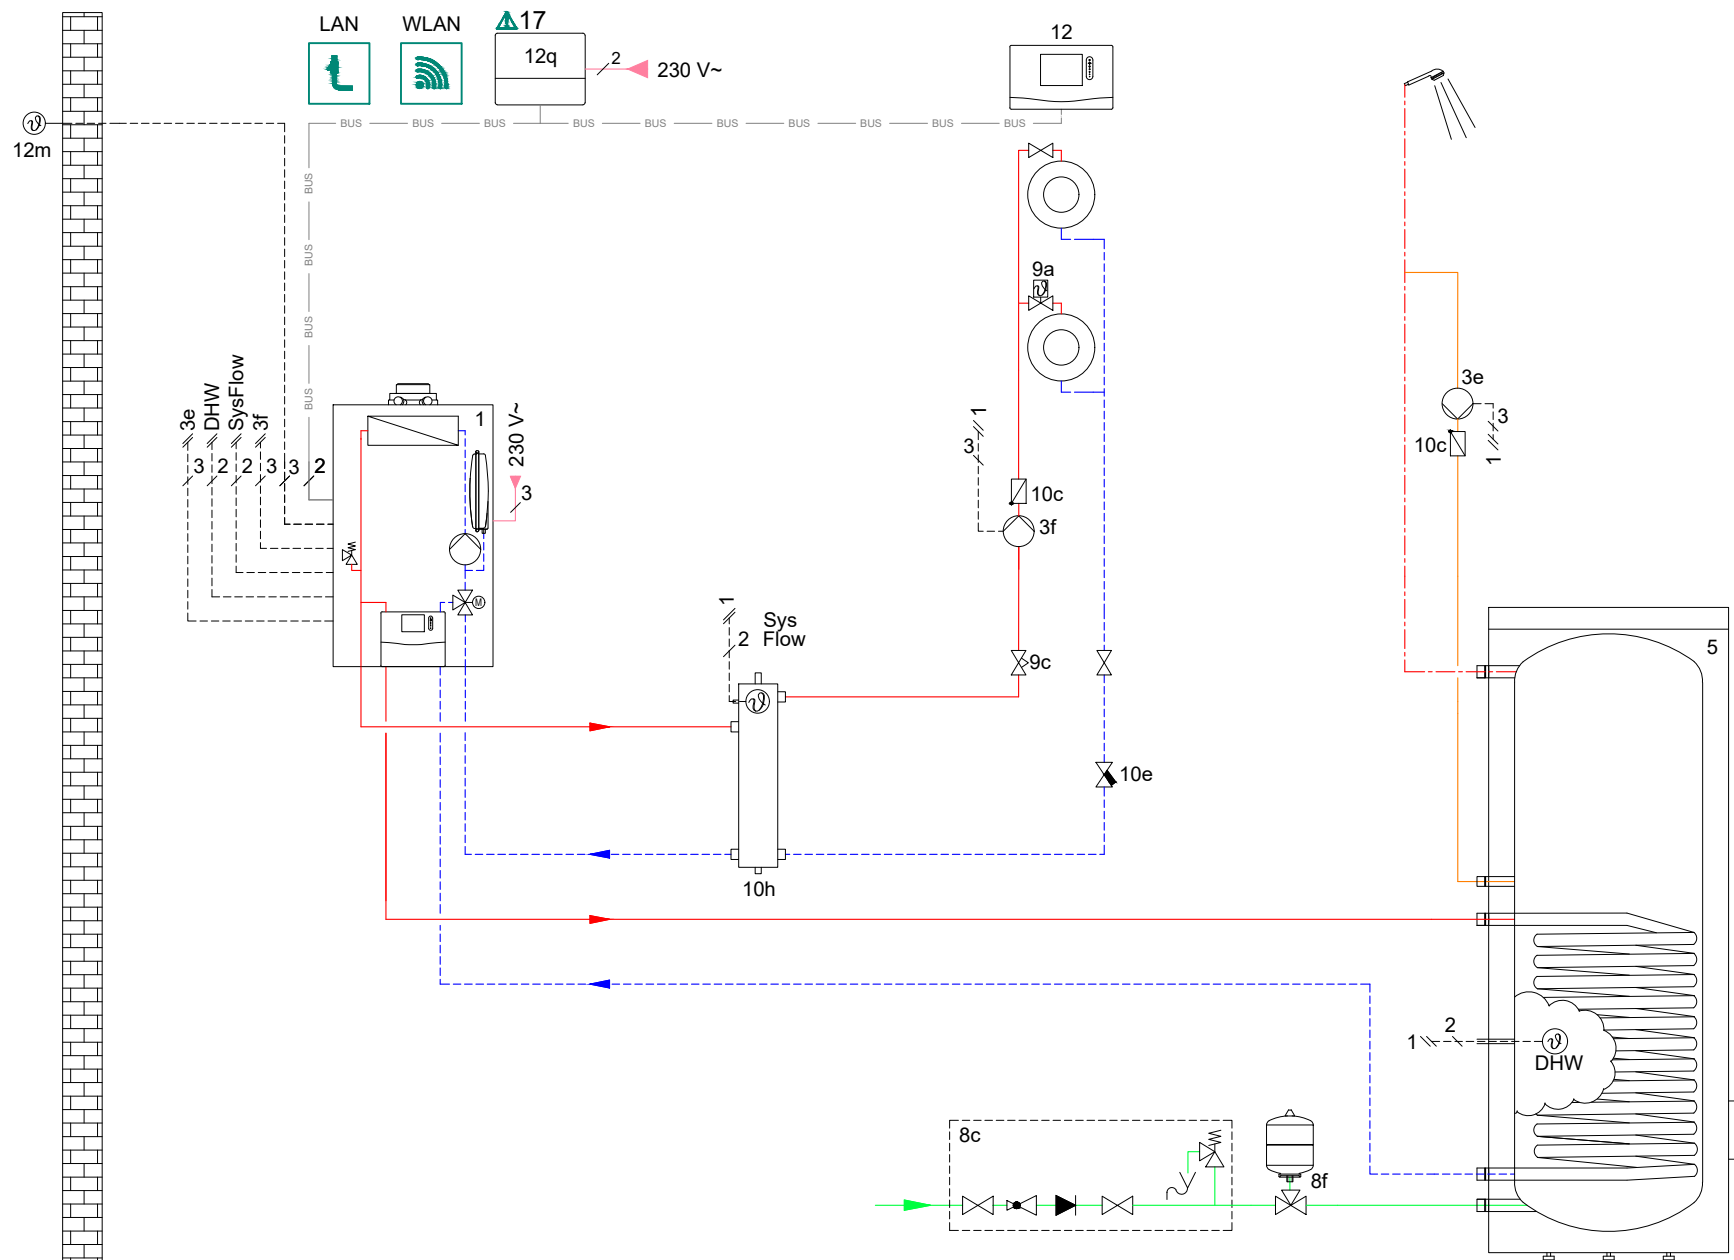 LAN
WLAN
17
12q
2
230 V~
12
12m
BUS BUS BUS BUS BUS BUS BUS BUS BUS BUS
BUS
BUS
BUS
BUS
9a
3e
DHW
SysFlow
3f
3
2
2
3
3
2
1
230 V~
3
1
3
10c
3f
3e
3
10c
1
1
2
Sys
Flow
9c
5
10e
10h
1
2
DHW
8c
8f